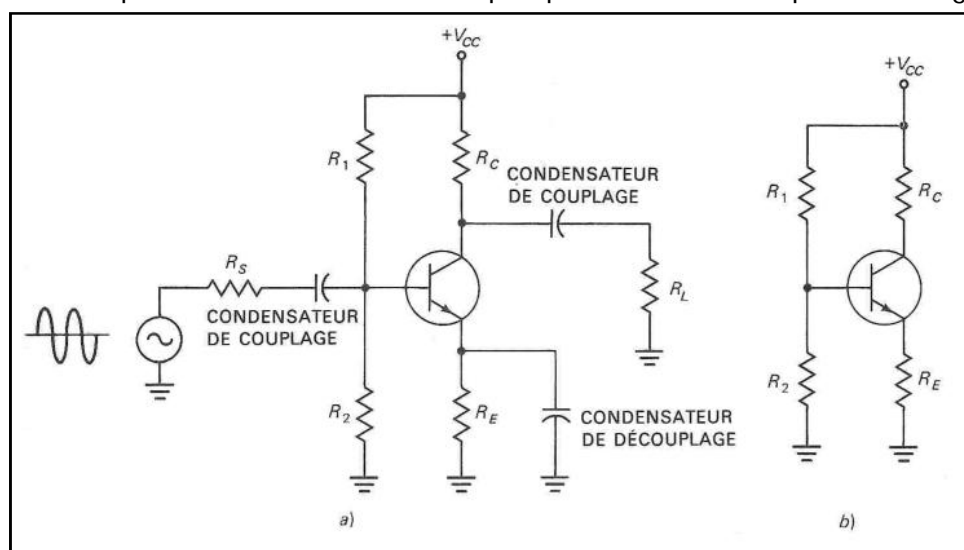 +VCC
R1
RC
CONDENSATEUR
DE COUPLAGE
RS
CONDENSATEUR
DE COUPLAGE
RL
R2
RE
CONDENSATEUR
DE DÉCOUPLAGE
a)
+VCC
R1
RC
R2
RE
b)